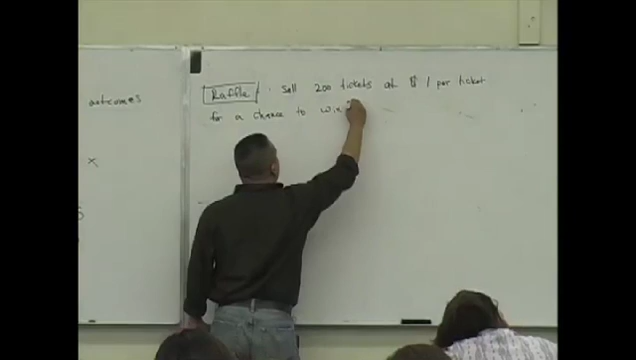 outcomes
x
Raffle : Sell 200 tickets at $1 per ticket
for a chance to win